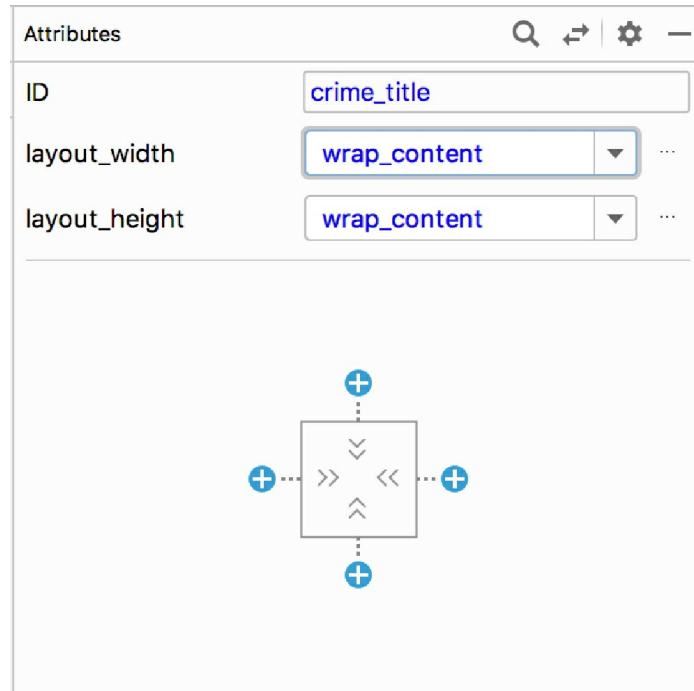 Attributes
ID crime_title
layout_width wrap_content ...
layout_height wrap_content ...